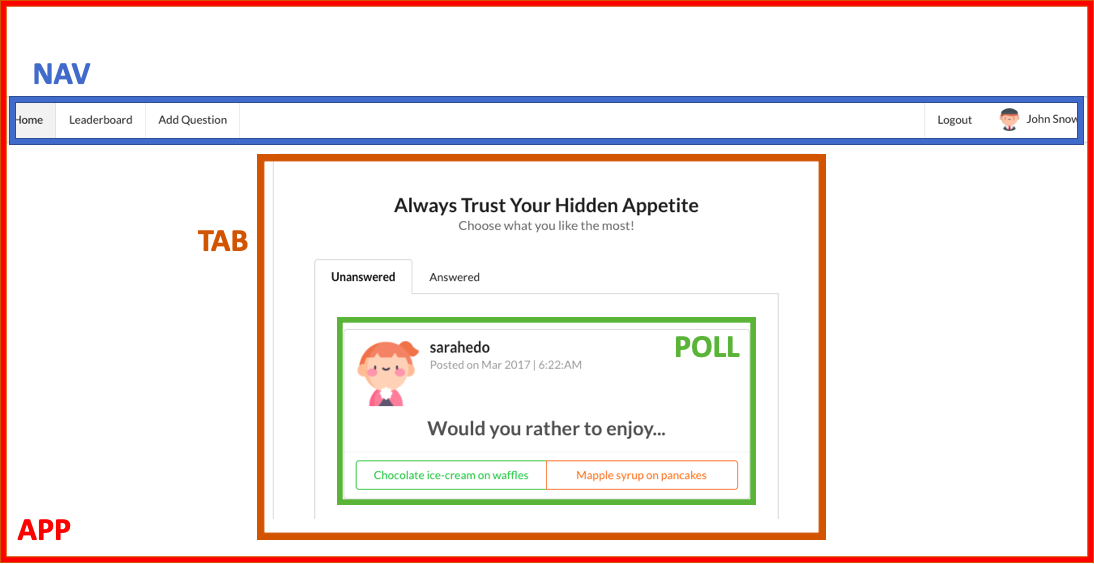 NAV
Home Leaderboard Add Question Logout John Snow
Always Trust Your Hidden Appetite
Choose what you like the most!
TAB
Unanswered Answered
POLL
sarahedo
Posted on Mar 2017 | 6:22:AM
Would you rather to enjoy...
Chocolate ice-cream on waffles Mapple syrup on pancakes
APP